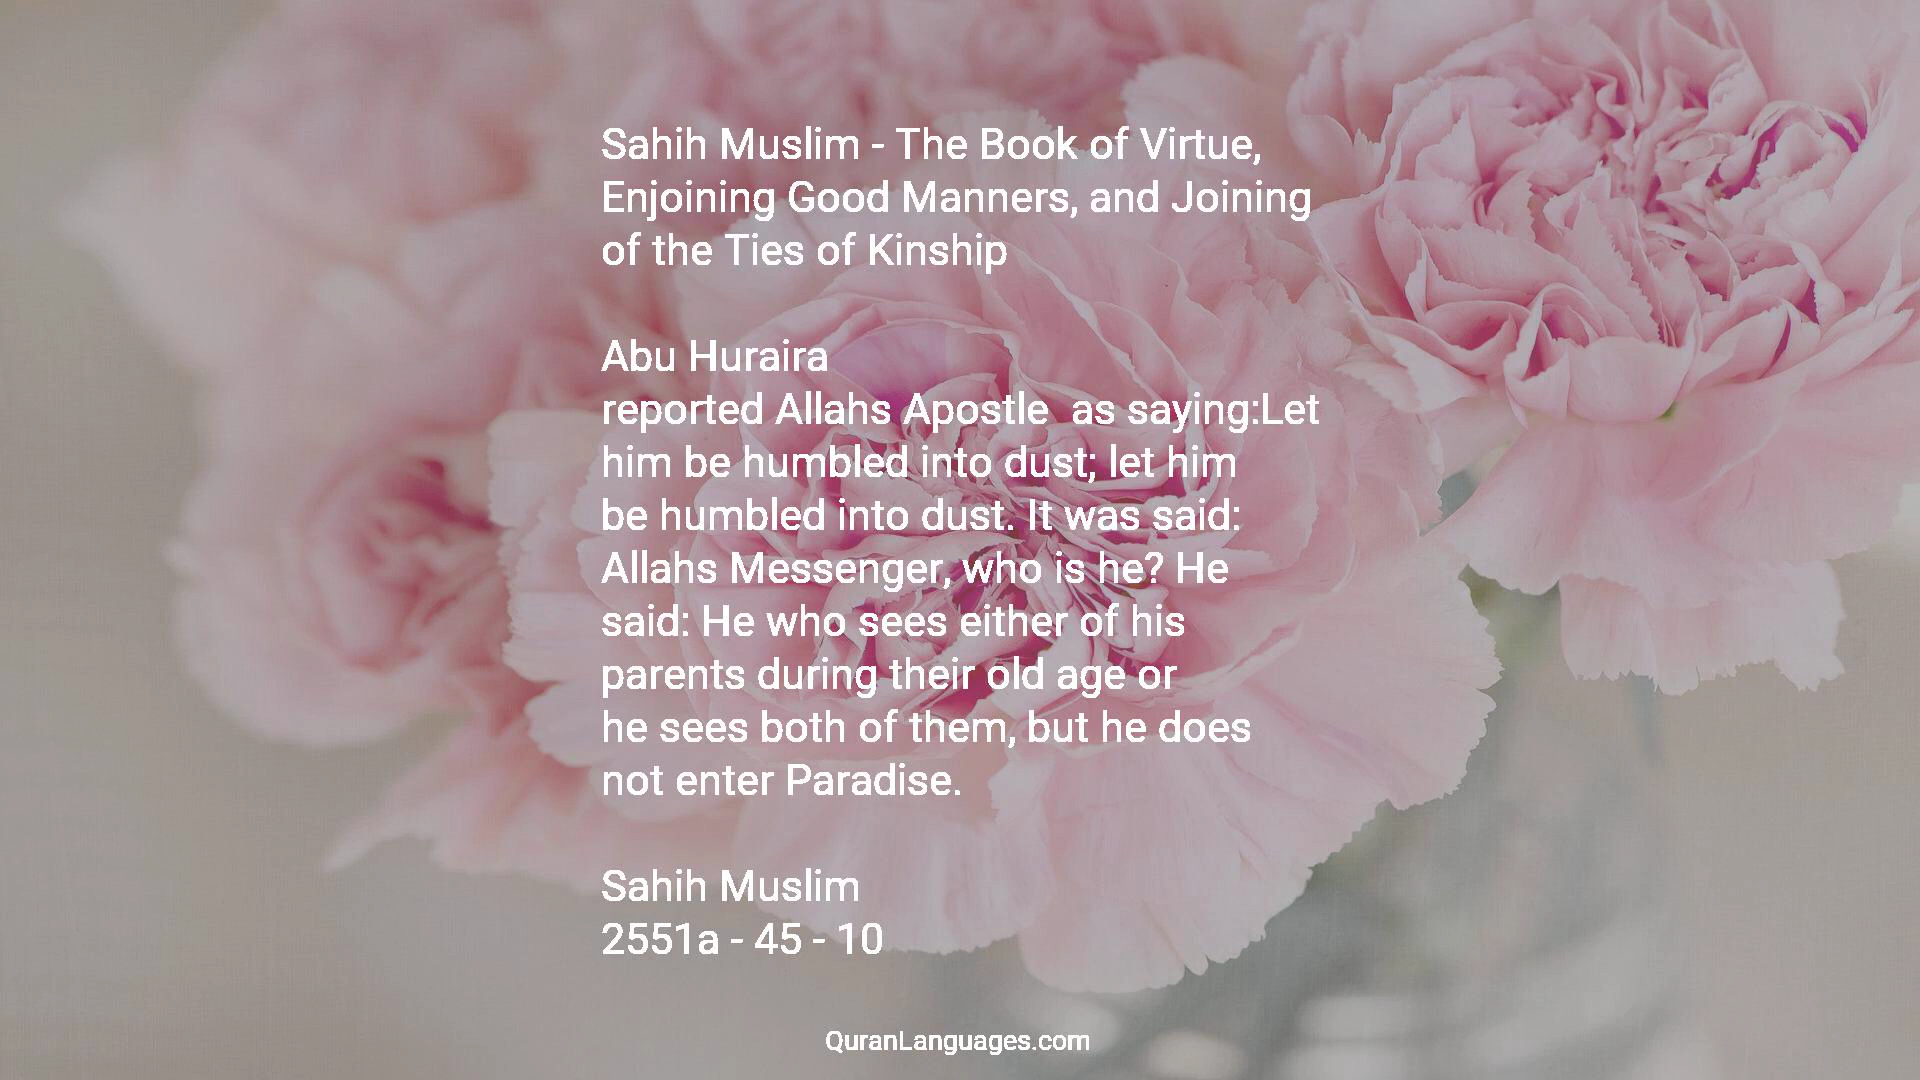 Sahih Muslim - The Book of Virtue,
Enjoining Good Manners, and Joining
of the Ties of Kinship
Abu Huraira
reported Allahs Apostle  as saying:Let
him be humbled into dust; let him
be humbled into dust. It was said:
Allahs Messenger, who is he? He
said: He who sees either of his
parents during their old age or
he sees both of them, but he does
not enter Paradise.
Sahih Muslim
2551a - 45 - 10
QuranLanguages.com